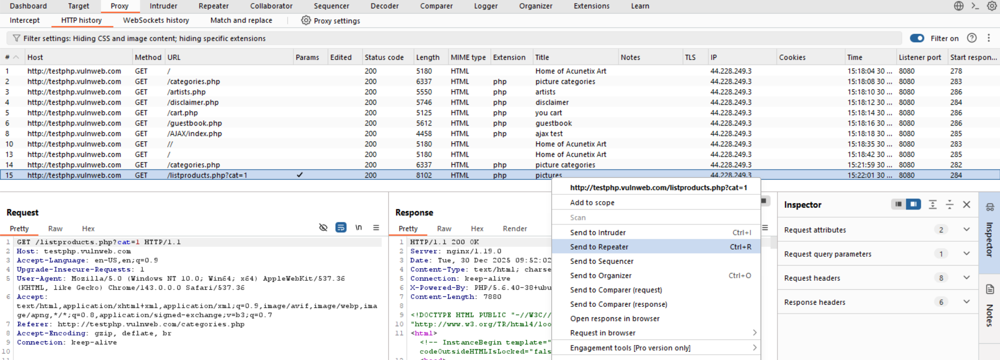 Dashboard Target Proxy Intruder Repeater Collaborator Sequencer Decoder Comparer Logger Organizer Extensions Learn
Intercept HTTP history WebSockets history Match and replace Proxy settings
Filter settings: Hiding CSS and image content; hiding specific extensions Filter on
# Host Method URL Params Edited Status code Length MIME type Extension Title Notes TLS IP Cookies Time Listener port Start respon...
1 http://testphp.vulnweb.com GET / 200 5180 HTML Home of Acunetix Art 44.228.249.3 15:18:04 30 ... 8080 278
2 http://testphp.vulnweb.com GET /categories.php 200 6337 HTML php picture categories 44.228.249.3 15:18:08 30 ... 8080 283
3 http://testphp.vulnweb.com GET /artists.php 200 5550 HTML php artists 44.228.249.3 15:18:10 30 ... 8080 286
4 http://testphp.vulnweb.com GET /disclaimer.php 200 5746 HTML php disclaimer 44.228.249.3 15:18:12 30 ... 8080 284
5 http://testphp.vulnweb.com GET /cart.php 200 5125 HTML php you cart 44.228.249.3 15:18:14 30 ... 8080 286
6 http://testphp.vulnweb.com GET /guestbook.php 200 5612 HTML php guestbook 44.228.249.3 15:18:16 30 ... 8080 286
8 http://testphp.vulnweb.com GET /AJAX/index.php 200 4458 HTML php ajax test 44.228.249.3 15:18:18 30 ... 8080 285
10 http://testphp.vulnweb.com GET // 200 5180 HTML Home of Acunetix Art 44.228.249.3 15:18:35 30 ... 8080 283
13 http://testphp.vulnweb.com GET / 200 5180 HTML Home of Acunetix Art 44.228.249.3 15:18:42 30 ... 8080 285
14 http://testphp.vulnweb.com GET /categories.php 200 6337 HTML php picture categories 44.228.249.3 15:21:59 30 ... 8080 282
15 http://testphp.vulnweb.com GET /listproducts.php?cat=1 ✓ 200 8102 HTML php pictures 44.228.249.3 15:22:01 30 ... 8080 284
Request
Pretty Raw Hex \n
1 GET /listproducts.php?cat=1 HTTP/1.1
2 Host: testphp.vulnweb.com
3 Accept-Language: en-US,en;q=0.9
4 Upgrade-Insecure-Requests: 1
5 User-Agent: Mozilla/5.0 (Windows NT 10.0; Win64; x64) AppleWebKit/537.36
(KHTML, like Gecko) Chrome/143.0.0.0 Safari/537.36
6 Accept:
text/html,application/xhtml+xml,application/xml;q=0.9,image/avif,image/webp,ima
ge/apng,*/*;q=0.8,application/signed-exchange;v=b3;q=0.7
7 Referer: http://testphp.vulnweb.com/categories.php
8 Accept-Encoding: gzip, deflate, br
9 Connection: keep-alive
10
Response
Pretty Raw Hex Render
1 HTTP/1.1 200 OK
2 Server: nginx/1.19.0
3 Date: Tue, 30 Dec 2025 09:52:02
4 Content-Type: text/html; charse
5 Connection: keep-alive
6 X-Powered-By: PHP/5.6.40-38+ubu
7 Content-Length: 7880
8
9 <!DOCTYPE HTML PUBLIC "-//W3C//
10 "http://www.w3.org/TR/html4/loo
11 <html>
<!-- InstanceBegin template="
codeOutsideHTMLIsLocked="fals
12 <head>
http://testphp.vulnweb.com/listproducts.php?cat=1
Add to scope
Scan
Send to Intruder Ctrl+I
Send to Repeater Ctrl+R
Send to Sequencer
Send to Organizer Ctrl+O
Send to Comparer (request)
Send to Comparer (response)
Open response in browser
Request in browser
Engagement tools [Pro version only]
Inspector
Request attributes 2
Request query parameters 1
Request headers 8
Response headers 6
Inspector
Notes